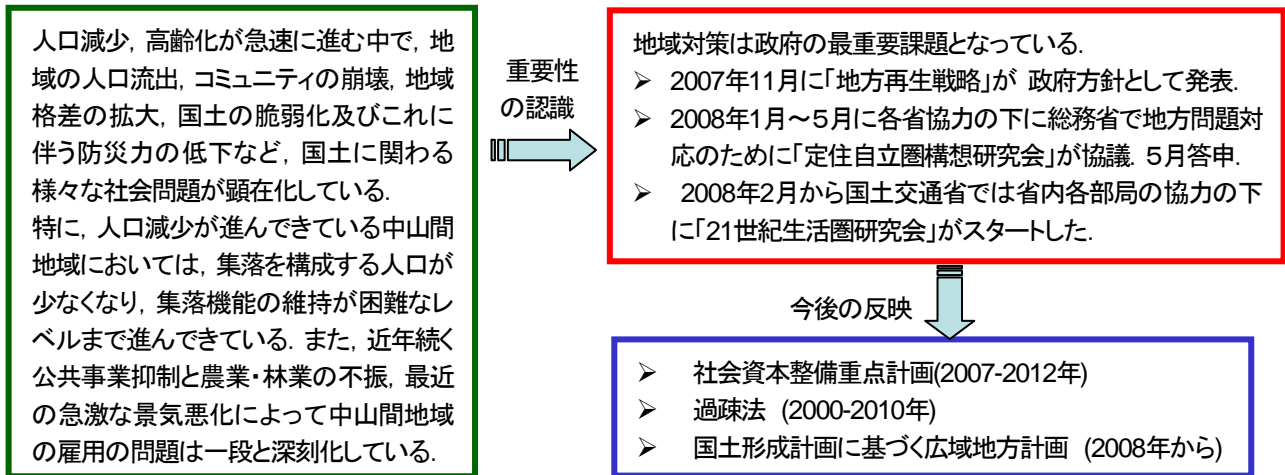 人口減少, 高齢化が急速に進む中で, 地
域の人口流出, コミュニティの崩壊, 地域
格差の拡大, 国土の脆弱化及びこれに
伴う防災力の低下など, 国土に関わる
様々な社会問題が顕在化している.
特に, 人口減少が進んできている中山間
地域においては, 集落を構成する人口が
少なくなり, 集落機能の維持が困難なレ
ベルまで進んできている. また, 近年続く
公共事業抑制と農業・林業の不振, 最近
の急激な景気悪化によって中山間地域
の雇用の問題は一段と深刻化している.
重要性
の認識
地域対策は政府の最重要課題となっている.
➢ 2007年11月に「地方再生戦略」が 政府方針として発表.
➢ 2008年1月～5月に各省協力の下に総務省で地方問題対
応のために「定住自立圏構想研究会」が協議. 5月答申.
➢ 2008年2月から国土交通省では省内各部局の協力の下
に「21世紀生活圏研究会」がスタートした.
今後の反映
➢ 社会資本整備重点計画(2007-2012年)
➢ 過疎法 (2000-2010年)
➢ 国土形成計画に基づく広域地方計画 (2008年から)